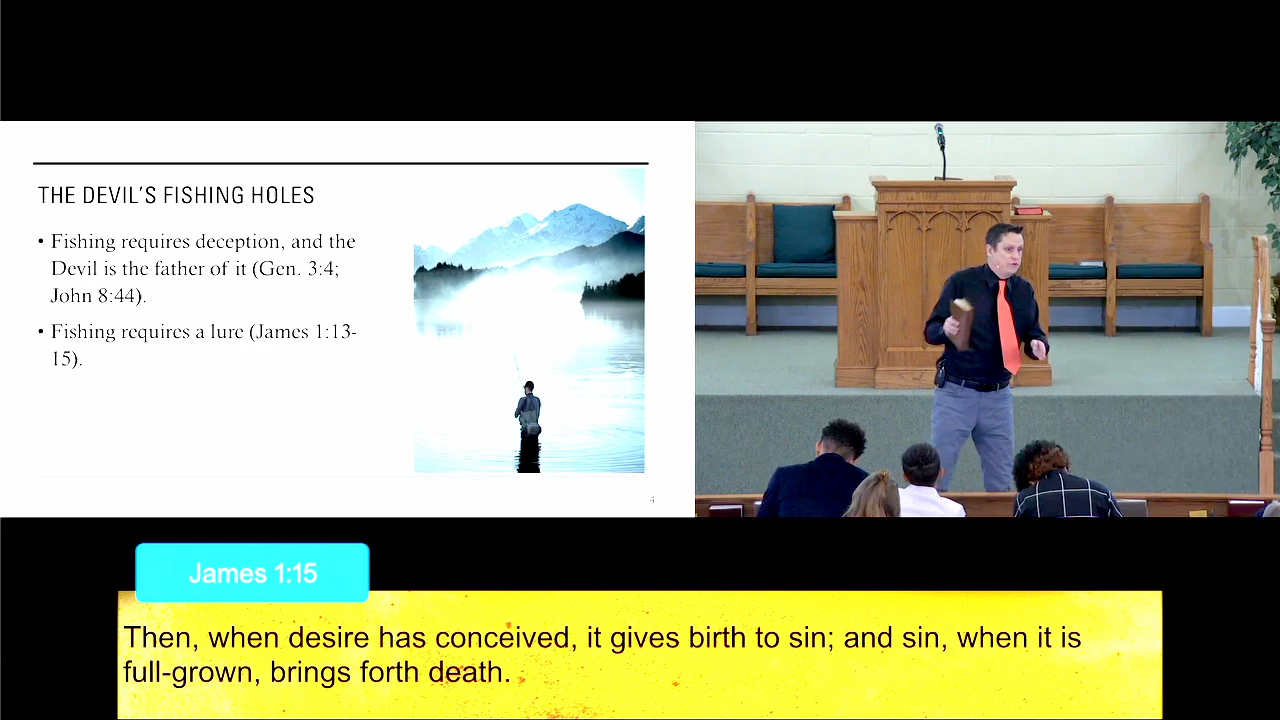 THE DEVIL'S FISHING HOLES
• Fishing requires deception, and the
Devil is the father of it (Gen. 3:4;
John 8:44).
• Fishing requires a lure (James 1:13-
15).
4
James 1:15
Then, when desire has conceived, it gives birth to sin; and sin, when it is
full-grown, brings forth death.